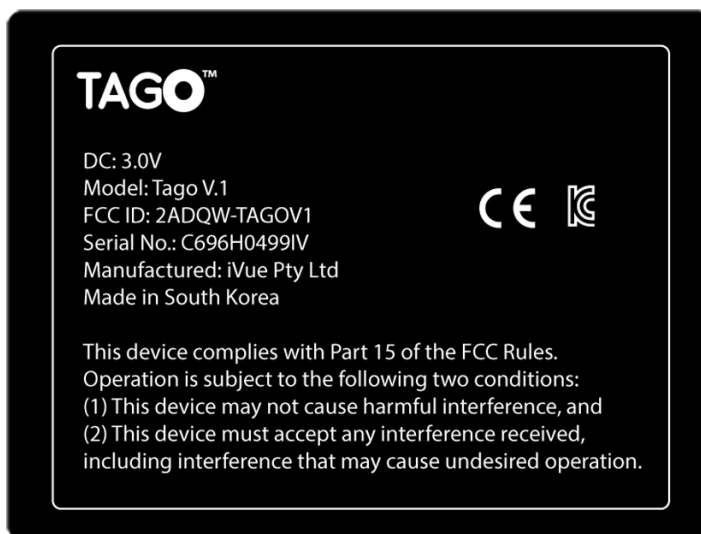 TAGO™
DC: 3.0V
Model: Tago V.1
FCC ID: 2ADQW-TAGOV1
Serial No.: C696H0499IV
Manufactured: iVue Pty Ltd
Made in South Korea
CE KC
This device complies with Part 15 of the FCC Rules.
Operation is subject to the following two conditions:
(1) This device may not cause harmful interference, and
(2) This device must accept any interference received,
including interference that may cause undesired operation.